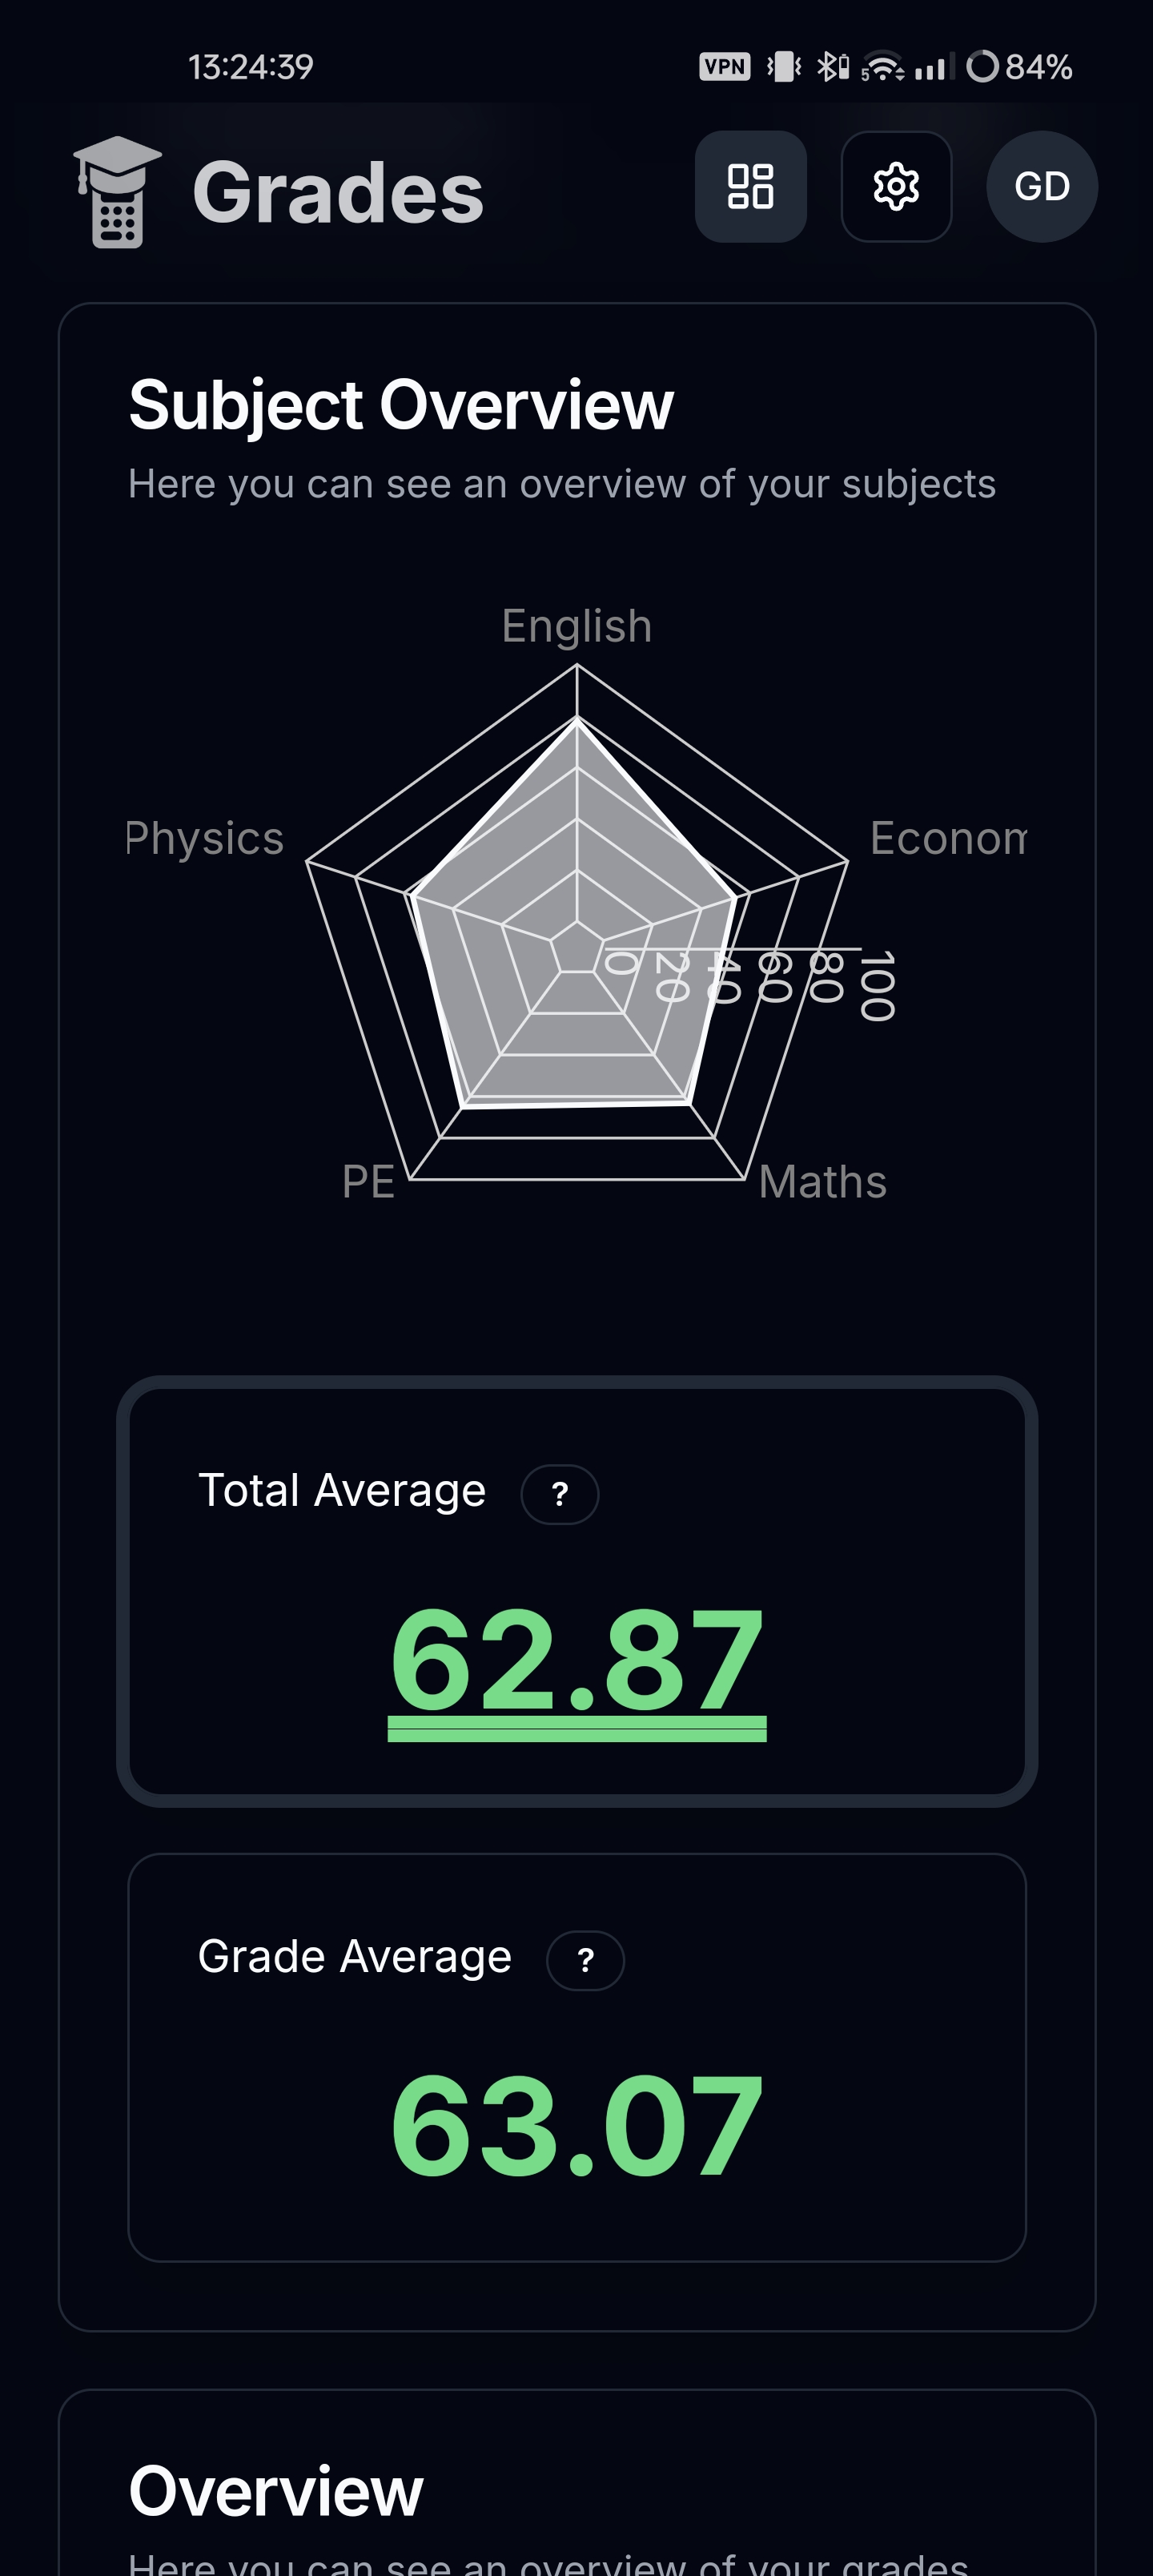 13:24:39 VPN 5 84%
Grades GD
Subject Overview
Here you can see an overview of your subjects
English
Physics
Econom
0 20 40 60 80 100
PE
Maths
Total Average ?
62.87
Grade Average ?
63.07
Overview
Here you can see an overview of your grades